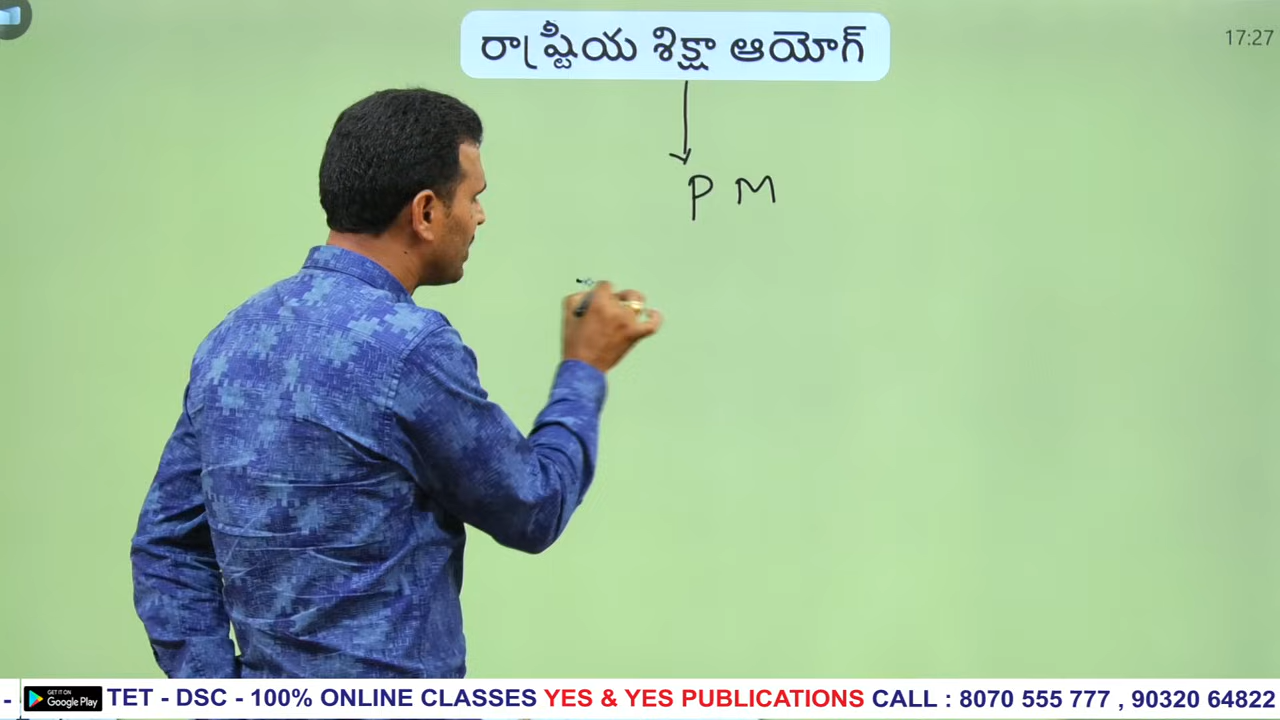 17:27
రాష్ట్రీయ శిక్షా ఆయోగ్
P M
- GET IT ON Google Play TET - DSC - 100% ONLINE CLASSES YES & YES PUBLICATIONS CALL : 8070 555 777 , 90320 64822